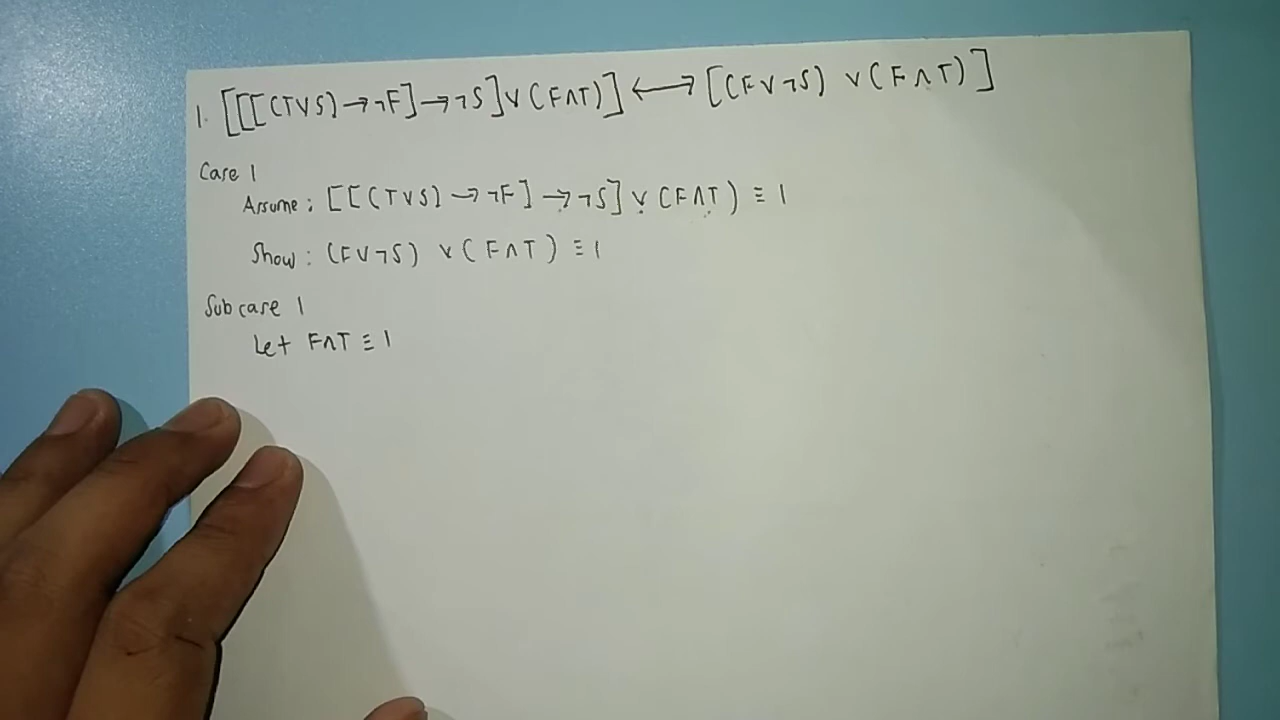 1. [[[(T∨S)→¬F]→¬S]∨(F∧T)]⟷[(F∨¬S) ∨(F∧T)]
Case 1
Assume: [[(T∨S)→¬F]→¬S]∨(F∧T) ≡ 1
Show: (F∨¬S) ∨(F∧T) ≡ 1
Subcase 1
Let F∧T ≡ 1